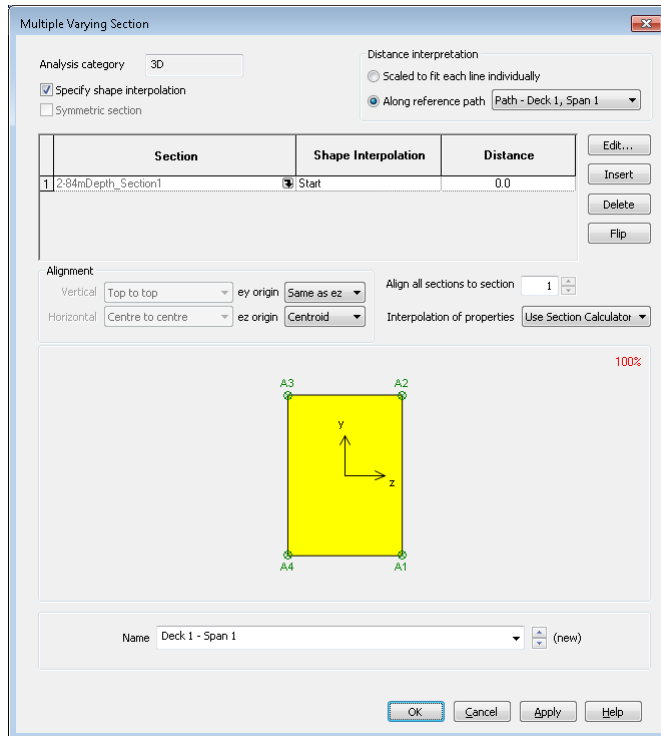 Multiple Varying Section
Analysis category 3D
Specify shape interpolation
Symmetric section
Distance interpretation
Scaled to fit each line individually
Along reference path Path - Deck 1, Span 1
Section Shape Interpolation Distance
1 2-84mDepth_Section1 Start 0.0
Edit...
Insert
Delete
Flip
Alignment
Vertical Top to top ey origin Same as ez
Horizontal Centre to centre ez origin Centroid
Align all sections to section 1
Interpolation of properties Use Section Calculator
100%
A3 A2
y
z
A4 A1
Name Deck 1 - Span 1 (new)
OK Cancel Apply Help